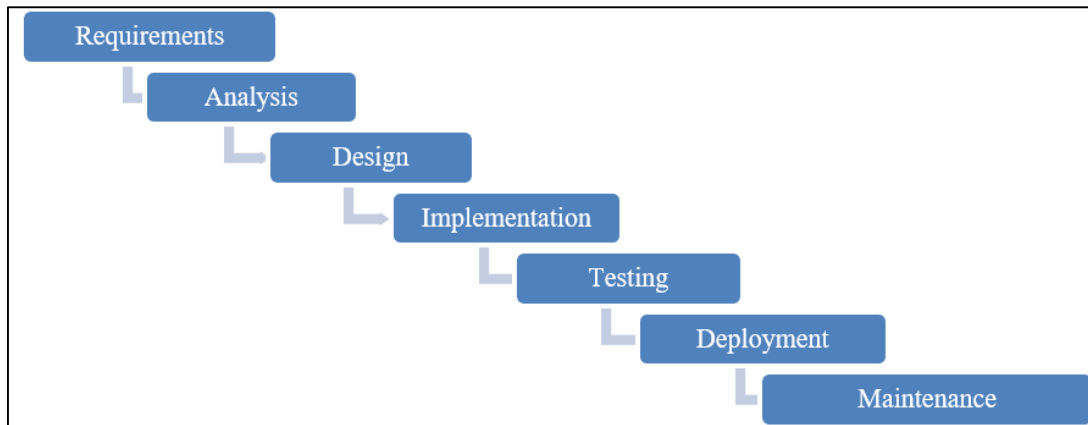 Requirements
Analysis
Design
Implementation
Testing
Deployment
Maintenance